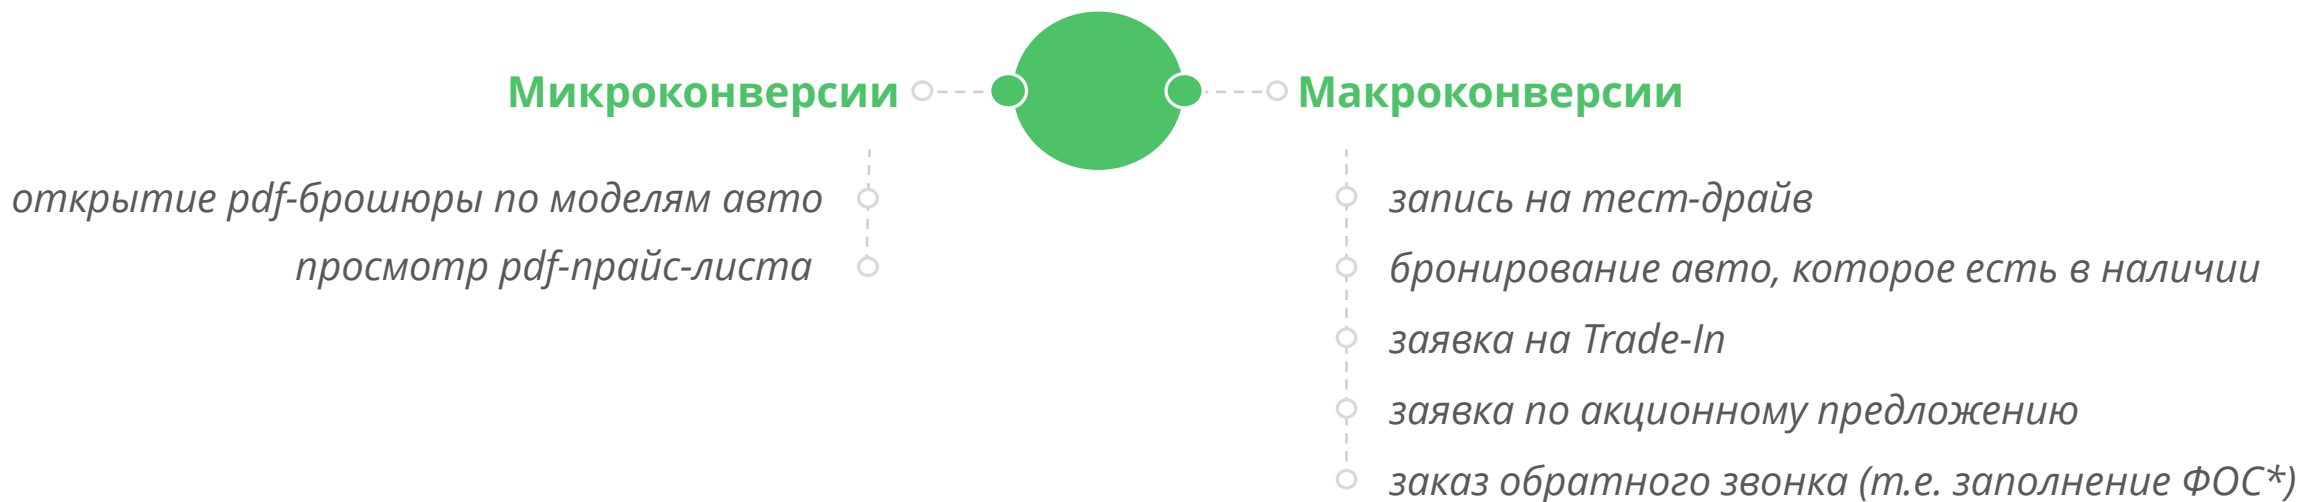 Микроконверсии
открытие pdf-брошюры по моделям авто
просмотр pdf-прайс-листа
Макроконверсии
запись на тест-драйв
бронирование авто, которое есть в наличии
заявка на Trade-In
заявка по акционному предложению
заказ обратного звонка (т.е. заполнение ФОС*)